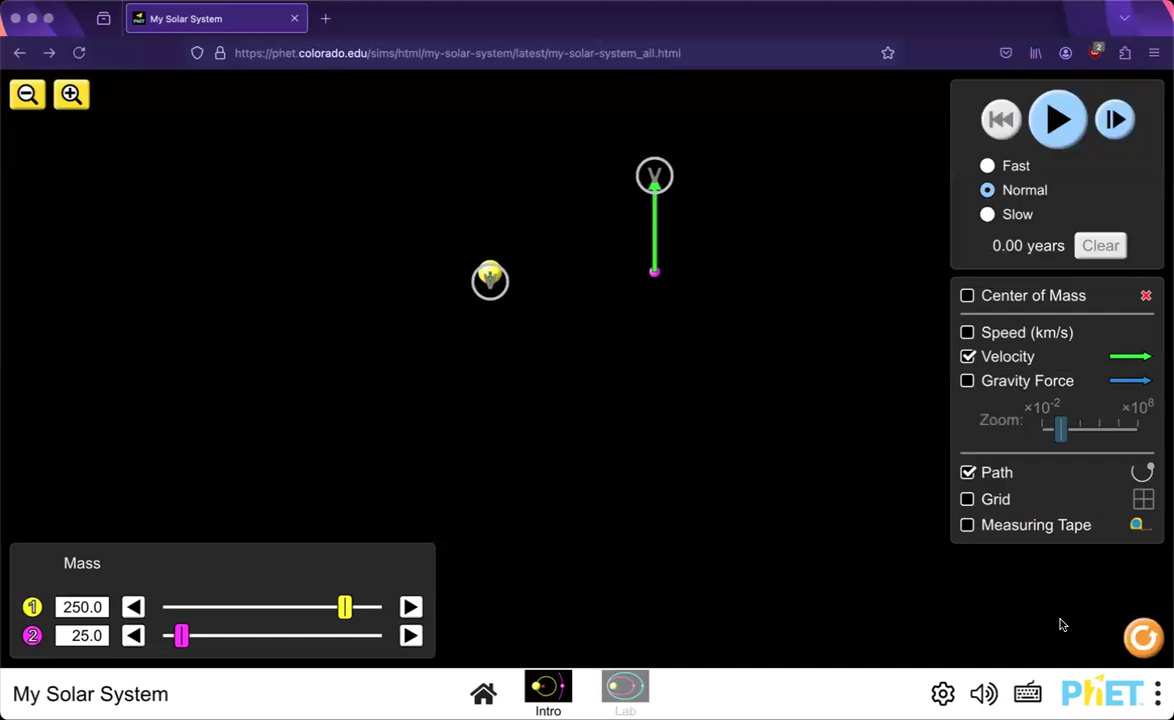 My Solar System
https://phet.colorado.edu/sims/html/my-solar-system/latest/my-solar-system_all.html
2
V
V
Fast
Normal
Slow
0.00 years Clear
Center of Mass
Speed (km/s)
Velocity
Gravity Force
×10-2 ×108
Zoom:
Path
Grid
Measuring Tape
Mass
1 250.0
2 25.0
My Solar System
Intro
Lab
PhET